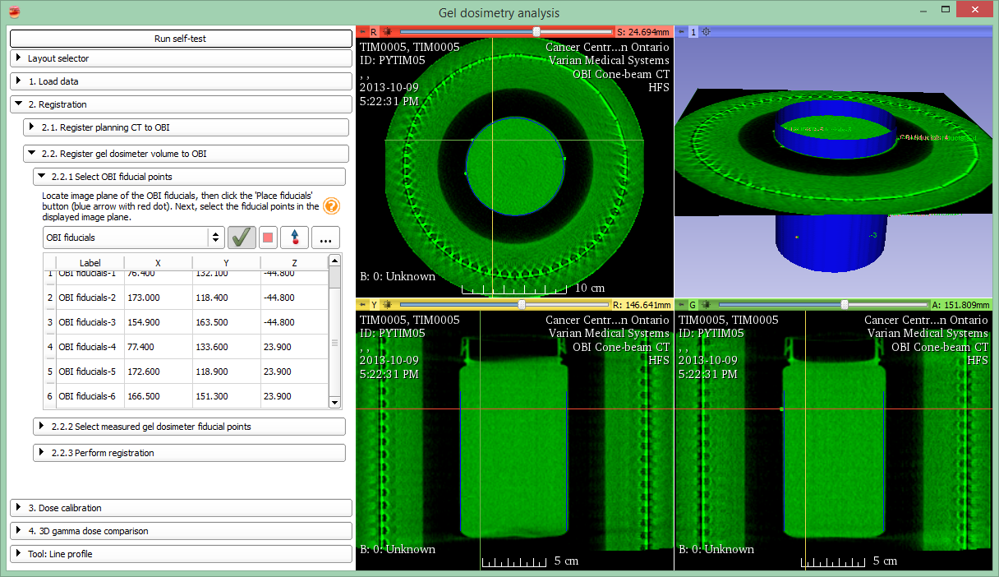 Gel dosimetry analysis
Run self-test
Layout selector
1. Load data
2. Registration
2.1. Register planning CT to OBI
2.2. Register gel dosimeter volume to OBI
2.2.1 Select OBI fiducial points
Locate image plane of the OBI fiducials, then click the 'Place fiducials'
button (blue arrow with red dot). Next, select the fiducial points in the
displayed image plane.
?
OBI fiducials
...
Label X Y Z
1 OBI fiducials-1 76.400 132.100 -44.800
2 OBI fiducials-2 173.000 118.400 -44.800
3 OBI fiducials-3 154.900 163.500 -44.800
4 OBI fiducials-4 77.400 133.600 23.900
5 OBI fiducials-5 172.600 118.900 23.900
6 OBI fiducials-6 166.500 151.300 23.900
2.2.2 Select measured gel dosimeter fiducial points
2.2.3 Perform registration
3. Dose calibration
4. 3D gamma dose comparison
Tool: Line profile
R S: 24.694mm
TIM0005, TIM0005
ID: PYTIM05
, ,
2013-10-09
5:22:31 PM
Cancer Centr...n Ontario
Varian Medical Systems
OBI Cone-beam CT
HFS
B: 0: Unknown
10 cm
1
-3
Y R: 146.641mm
TIM0005, TIM0005
ID: PYTIM05
, ,
2013-10-09
5:22:31 PM
Cancer Centr...n Ontario
Varian Medical Systems
OBI Cone-beam CT
HFS
B: 0: Unknown
5 cm
G A: 151.809mm
TIM0005, TIM0005
ID: PYTIM05
, ,
2013-10-09
5:22:31 PM
Cancer Centr...n Ontario
Varian Medical Systems
OBI Cone-beam CT
HFS
B: 0: Unknown
5 cm